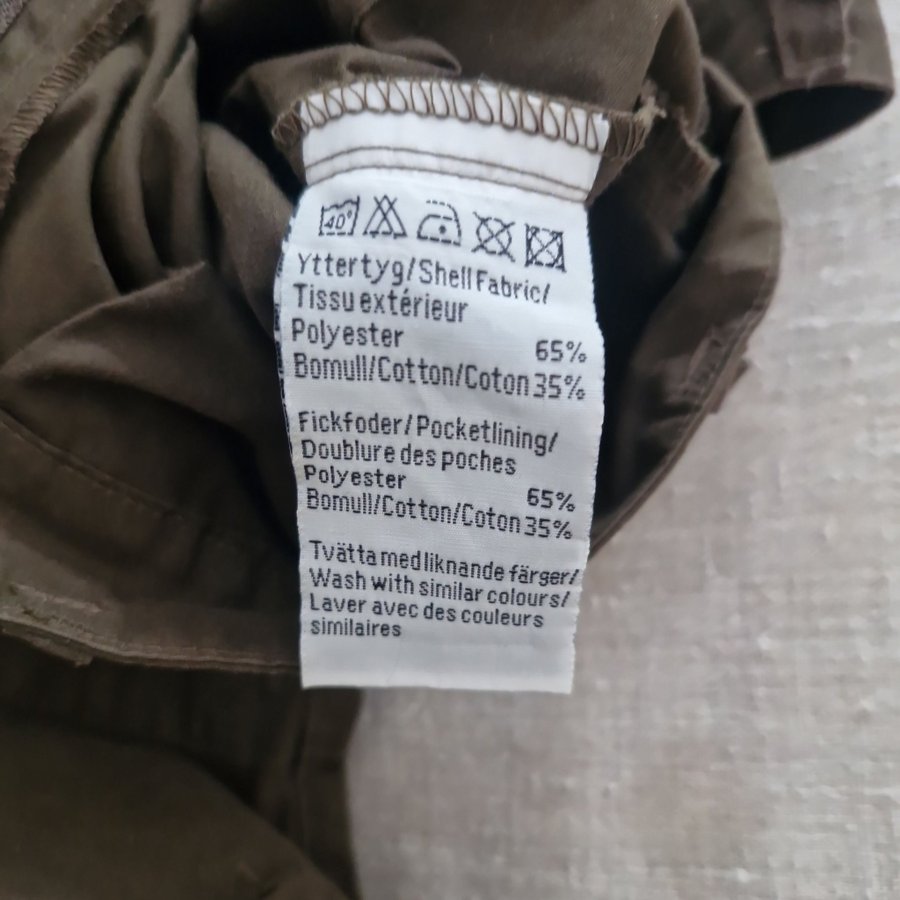 40°
Yttertyg/Shell Fabric/
Tissu extérieur
Polyester 65%
Bomull/Cotton/Coton 35%
Fickfoder/Pocketlining/
Doublure des poches
Polyester 65%
Bomull/Cotton/Coton 35%
Tvätta med liknande färger/
Wash with similar colours/
Laver avec des couleurs
similaires